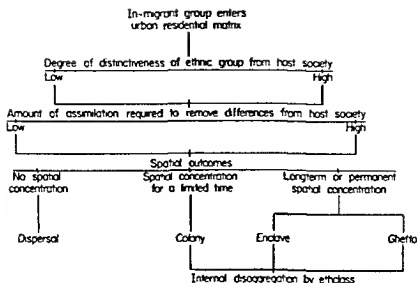 In-migrant group enters
urban residential matrix
Degree of distinctiveness of ethnic group from host society
Low High
Amount of assimilation required to remove differences from host society
Low High
Spatial outcomes
No spatial concentration
Spatial concentration for a limited time
Longterm or permanent spatial concentration
Dispersal Colony Enclave Ghetto
Internal disaggregation by ethclass